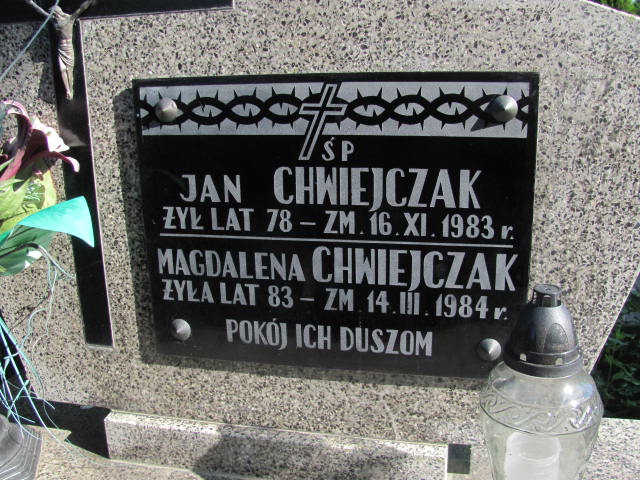 ŚP
JAN CHWIEJCZAK
ŻYŁ LAT 78 – ZM. 16. XI. 1983 r.
MAGDALENA CHWIEJCZAK
ŻYŁA LAT 83 – ZM 14. III. 1984 r.
POKÓJ ICH DUSZOM